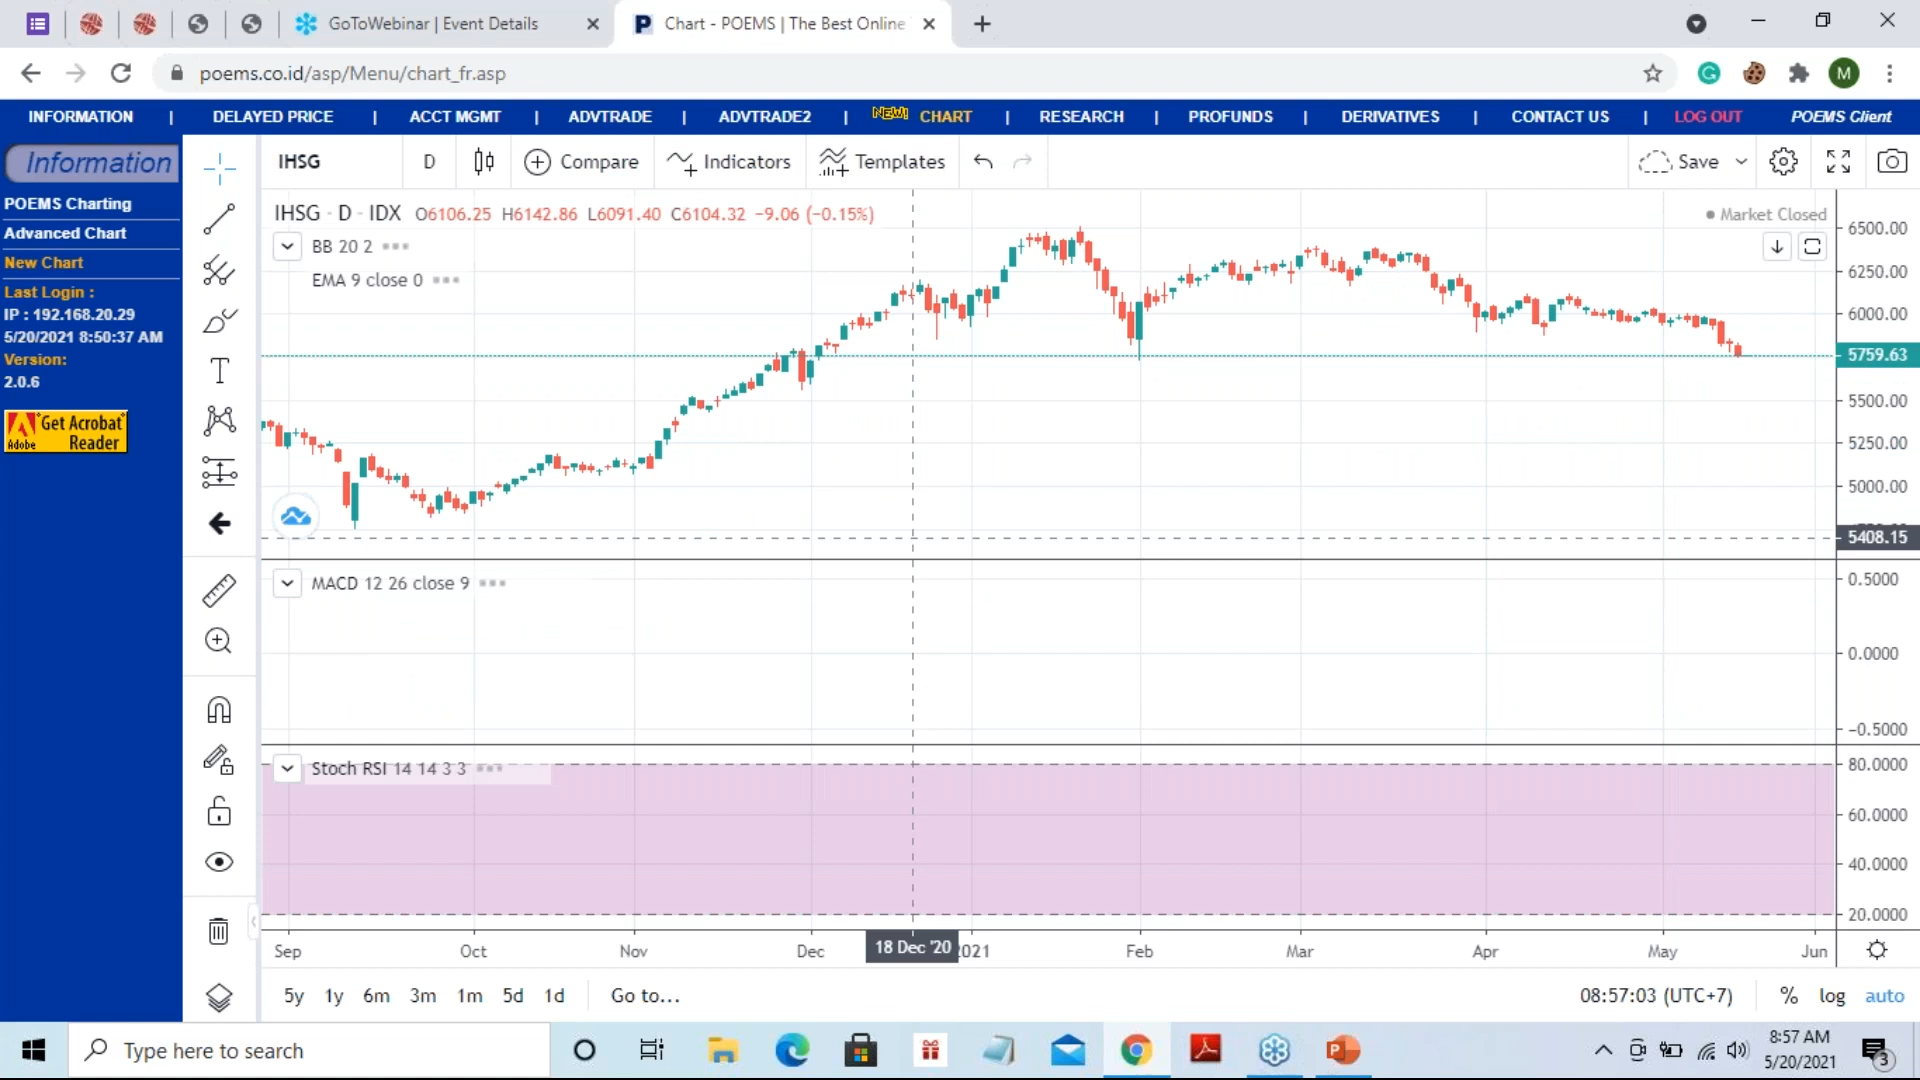 GoToWebinar | Event Details
Chart - POEMS | The Best Online
poems.co.id/asp/Menu/chart_fr.asp
M
INFORMATION | DELAYED PRICE | ACCT MGMT | ADVTRADE | ADVTRADE2 | NEW! CHART | RESEARCH | PROFUNDS | DERIVATIVES | CONTACT US | LOG OUT POEMS Client
Information
POEMS Charting
Advanced Chart
New Chart
Last Login :
IP : 192.168.20.29
5/20/2021 8:50:37 AM
Version:
2.0.6
Get Acrobat
Adobe Reader
IHSG D Compare Indicators Templates Save
IHSG · D · IDX O6106.25 H6142.86 L6091.40 C6104.32 −9.06 (−0.15%)
Market Closed
BB 20 2
EMA 9 close 0
6500.00
6250.00
6000.00
5759.63
5500.00
5250.00
5000.00
5408.15
MACD 12 26 close 9
0.5000
0.0000
−0.5000
Stoch RSI 14 14 3 3
80.0000
60.0000
40.0000
20.0000
Sep Oct Nov Dec 18 Dec '20 2021 Feb Mar Apr May Jun
5y 1y 6m 3m 1m 5d 1d Go to... 08:57:03 (UTC+7) % log auto
Type here to search
8:57 AM
5/20/2021
3